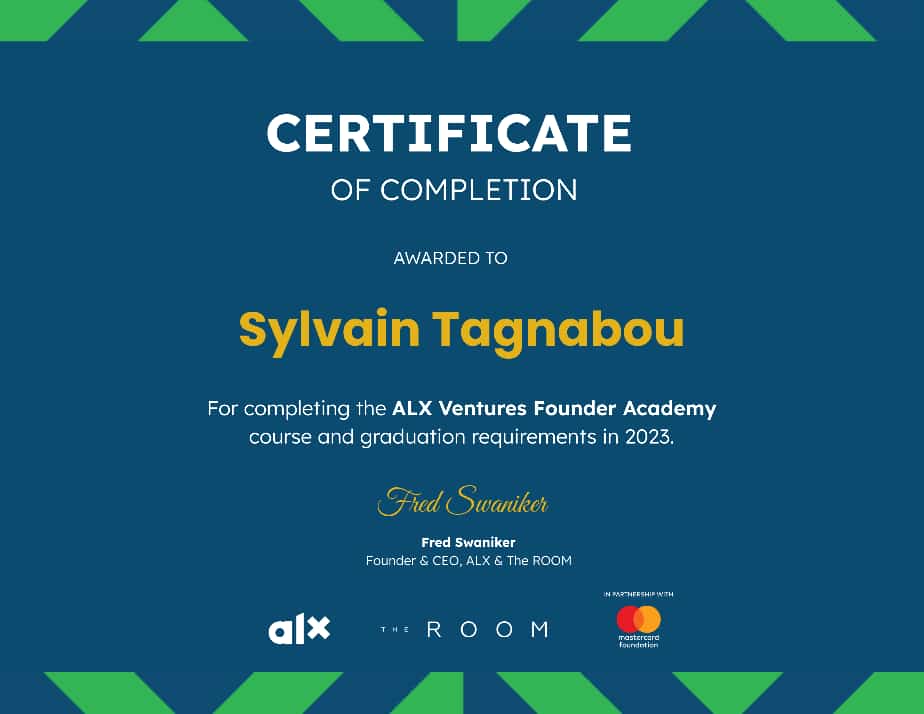 CERTIFICATE
OF COMPLETION
AWARDED TO
Sylvain Tagnabou
For completing the ALX Ventures Founder Academy
course and graduation requirements in 2023.
Fred Swaniker
Fred Swaniker
Founder & CEO, ALX & The ROOM
IN PARTNERSHIP WITH
alx
THE ROOM
mastercard
foundation